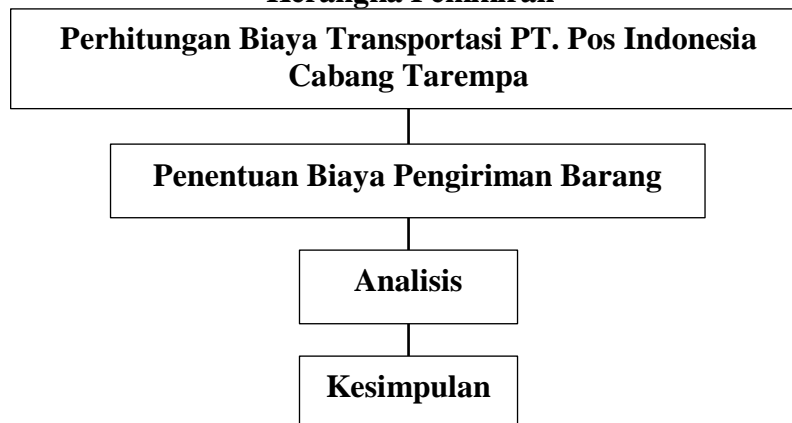 Kerangka Pemikiran
Perhitungan Biaya Transportasi PT. Pos Indonesia
Cabang Tarempa
Penentuan Biaya Pengiriman Barang
Analisis
Kesimpulan